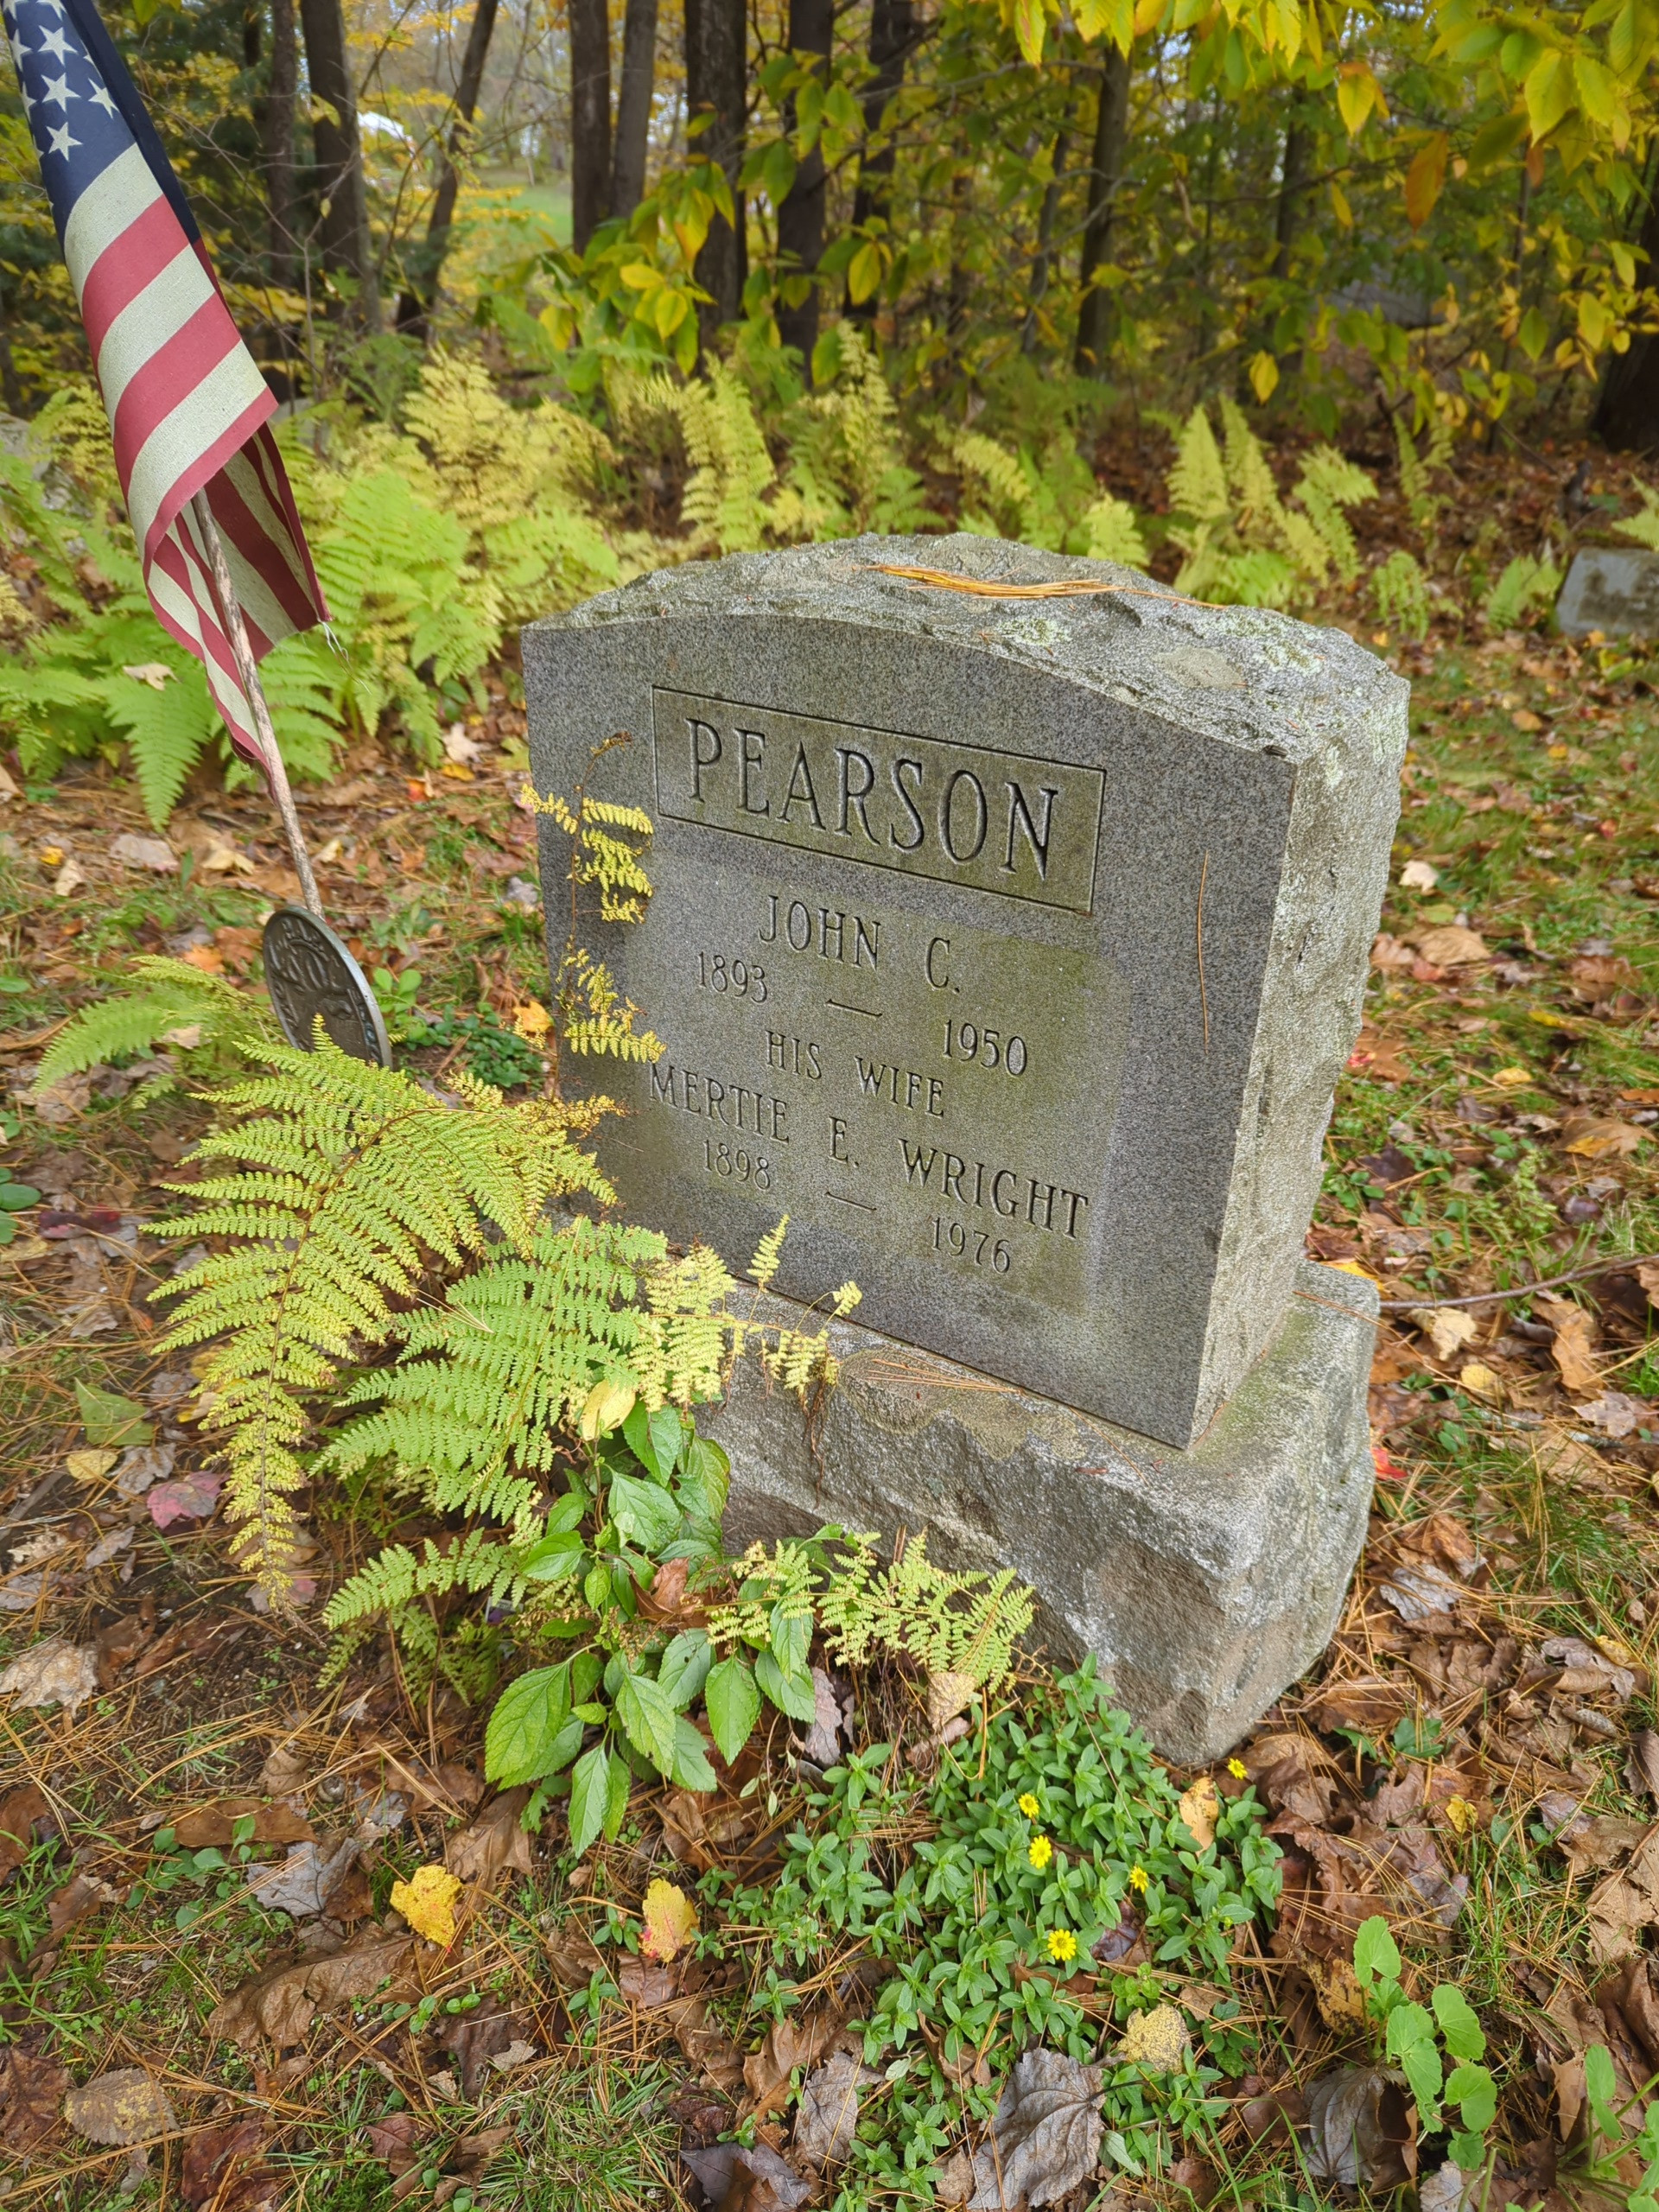 PEARSON
JOHN C.
1893 — 1950
HIS WIFE
MERTIE E. WRIGHT
1898 — 1976